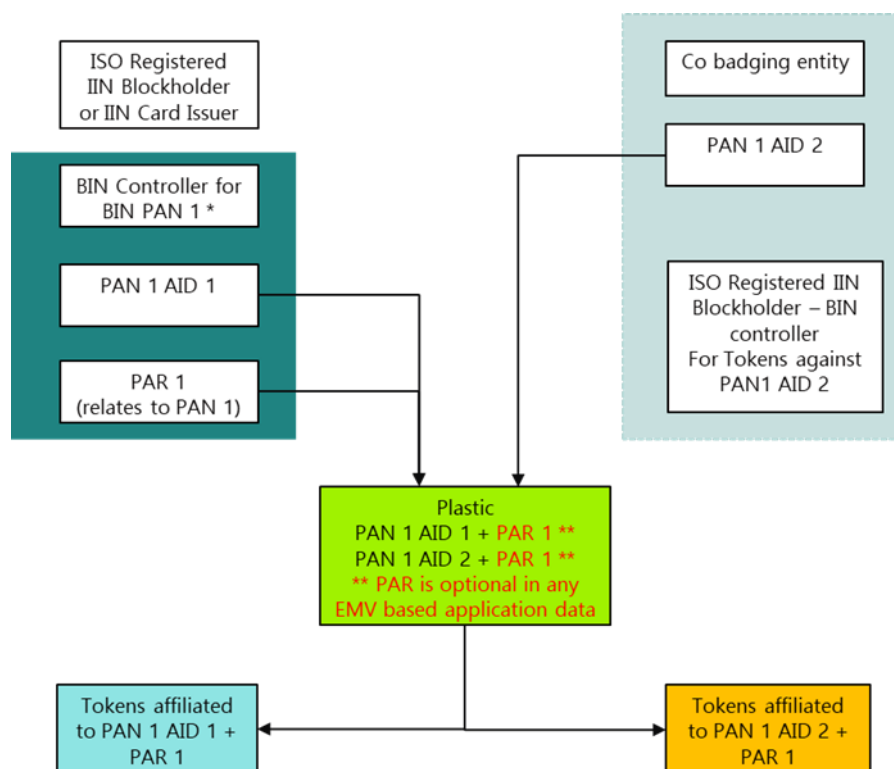 ISO Registered
IIN Blockholder
or IIN Card Issuer
BIN Controller for
BIN PAN 1 *
PAN 1 AID 1
PAR 1
(relates to PAN 1)
Co badging entity
PAN 1 AID 2
ISO Registered IIN
Blockholder – BIN
controller
For Tokens against
PAN1 AID 2
Plastic
PAN 1 AID 1 + PAR 1 **
PAN 1 AID 2 + PAR 1 **
** PAR is optional in any
EMV based application data
Tokens affiliated
to PAN 1 AID 1 +
PAR 1
Tokens affiliated
to PAN 1 AID 2 +
PAR 1